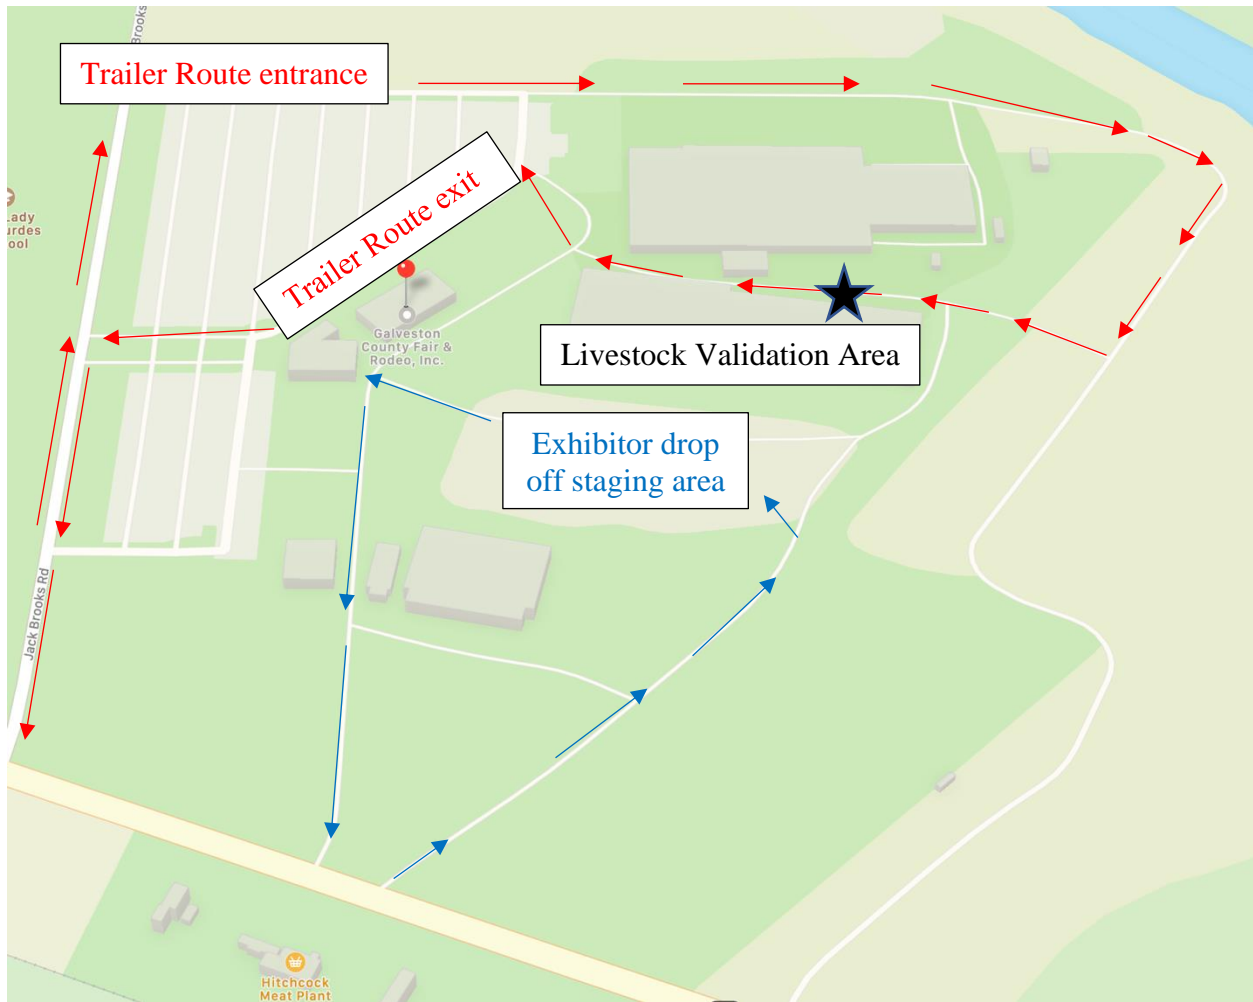 Brooks
Trailer Route entrance
Lady
urdes
ool
Trailer Route exit
Galveston
County Fair &
Rodeo, Inc.
Livestock Validation Area
Exhibitor drop
off staging area
Jack Brooks Rd
Hitchcock
Meat Plant